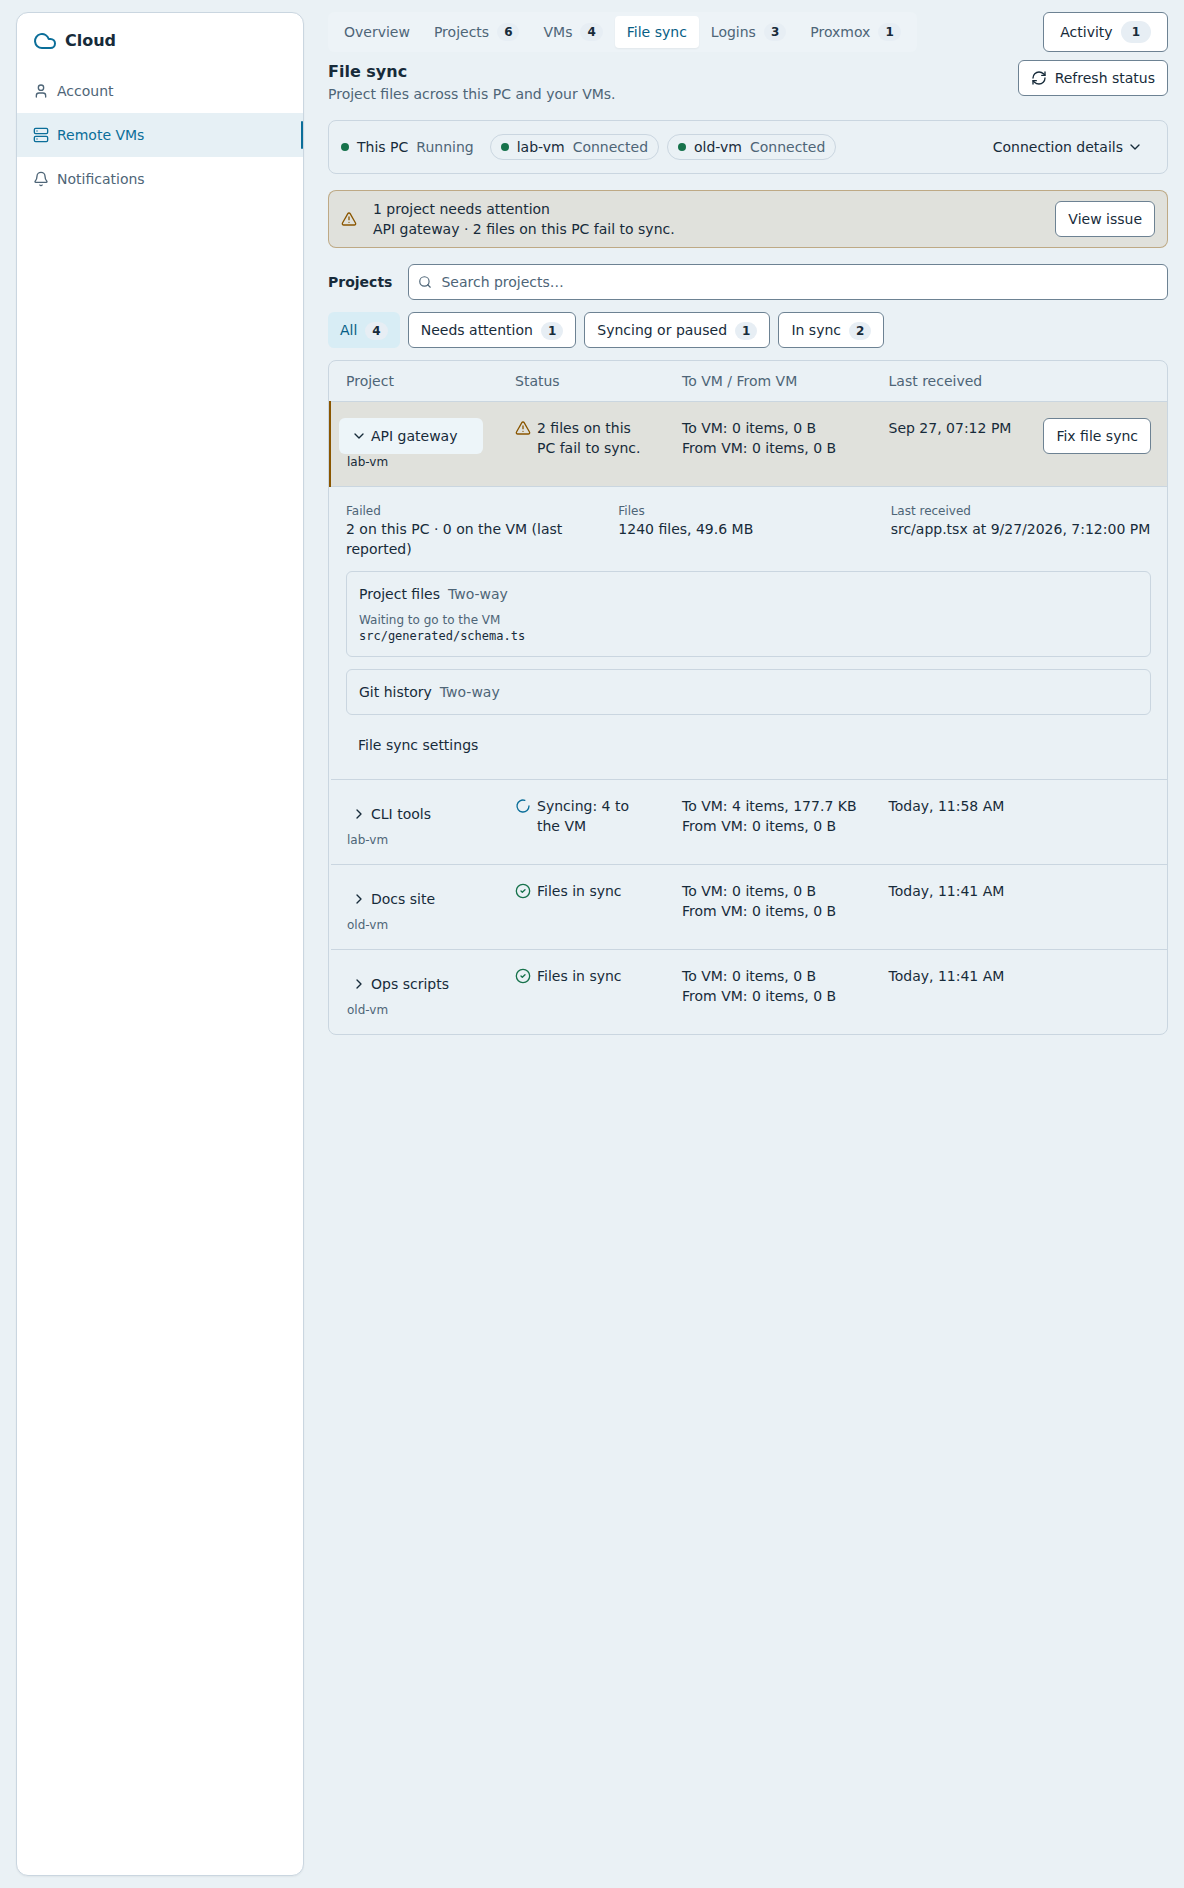 Cloud
Account
Remote VMs
Notifications
Overview Projects 6 VMs 4 File sync Logins 3 Proxmox 1 Activity 1
File sync
Project files across this PC and your VMs.
Refresh status
This PC Running lab-vm Connected old-vm Connected Connection details
1 project needs attention
API gateway · 2 files on this PC fail to sync.
View issue
Projects Search projects...
All 4 Needs attention 1 Syncing or paused 1 In sync 2
Project Status To VM / From VM Last received
API gateway
lab-vm
2 files on this
PC fail to sync.
To VM: 0 items, 0 B
From VM: 0 items, 0 B
Sep 27, 07:12 PM
Fix file sync
Failed
2 on this PC · 0 on the VM (last
reported)
Files
1240 files, 49.6 MB
Last received
src/app.tsx at 9/27/2026, 7:12:00 PM
Project files Two-way
Waiting to go to the VM
src/generated/schema.ts
Git history Two-way
File sync settings
CLI tools
lab-vm
Syncing: 4 to
the VM
To VM: 4 items, 177.7 KB
From VM: 0 items, 0 B
Today, 11:58 AM
Docs site
old-vm
Files in sync
To VM: 0 items, 0 B
From VM: 0 items, 0 B
Today, 11:41 AM
Ops scripts
old-vm
Files in sync
To VM: 0 items, 0 B
From VM: 0 items, 0 B
Today, 11:41 AM